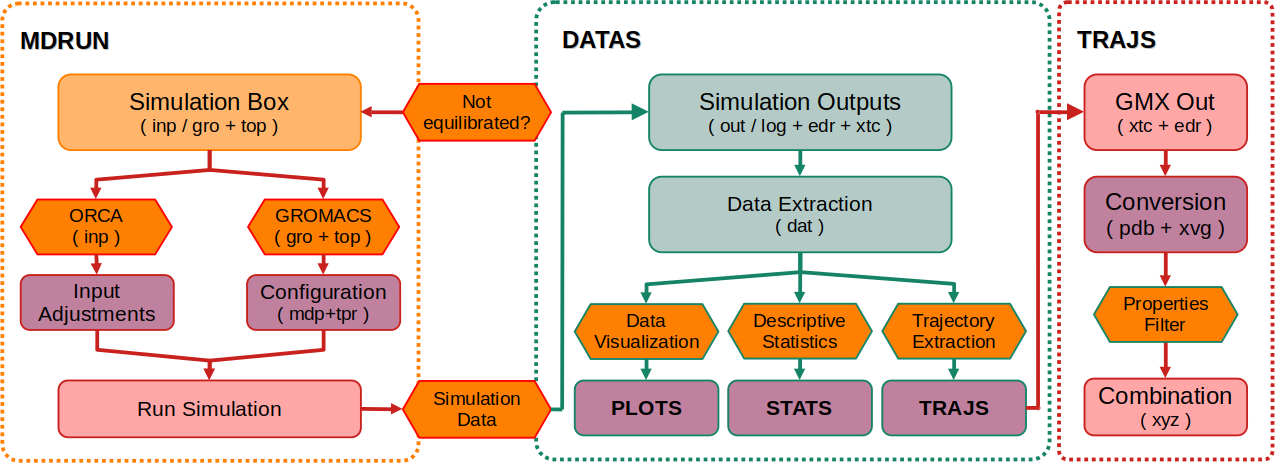 MDRUN
Simulation Box
( inp / gro + top )
ORCA
( inp )
GROMACS
( gro + top )
Input
Adjustments
Configuration
( mdp+tpr )
Run Simulation
Not
equilibrated?
Simulation
Data
DATAS
Simulation Outputs
( out / log + edr + xtc )
Data Extraction
( dat )
Data
Visualization
Descriptive
Statistics
Trajectory
Extraction
PLOTS
STATS
TRAJS
TRAJS
GMX Out
( xtc + edr )
Conversion
( pdb + xvg )
Properties
Filter
Combination
( xyz )